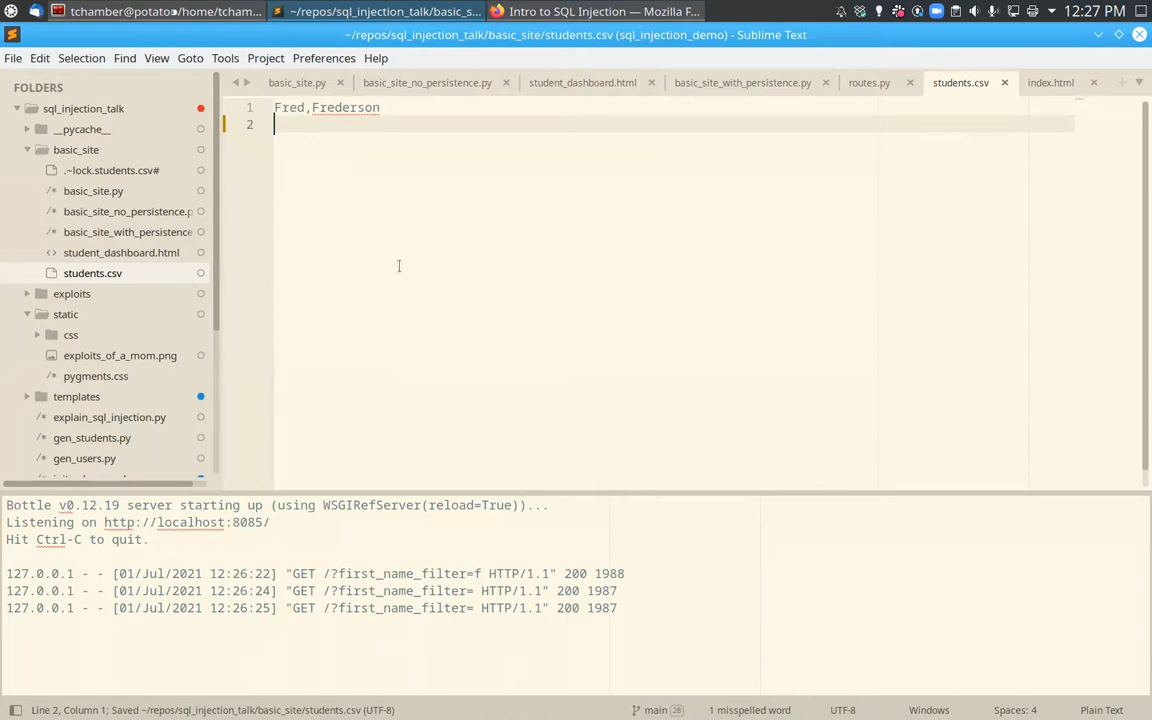 tchamber@potato:/home/tcham...
~/repos/sql_injection_talk/basic_s...
Intro to SQL Injection — Mozilla F...
12:27 PM
~/repos/sql_injection_talk/basic_site/students.csv (sql_injection_demo) - Sublime Text
File Edit Selection Find View Goto Tools Project Preferences Help
FOLDERS
sql_injection_talk
__pycache__
basic_site
.~lock.students.csv#
basic_site.py
basic_site_no_persistence.p
basic_site_with_persistence
student_dashboard.html
students.csv
exploits
static
css
exploits_of_a_mom.png
pygments.css
templates
explain_sql_injection.py
gen_students.py
gen_users.py
basic_site.py basic_site_no_persistence.py student_dashboard.html basic_site_with_persistence.py routes.py students.csv index.html
1 Fred,Frederson
2
Bottle v0.12.19 server starting up (using WSGIRefServer(reload=True))...
Listening on http://localhost:8085/
Hit Ctrl-C to quit.
127.0.0.1 - - [01/Jul/2021 12:26:22] "GET /?first_name_filter=f HTTP/1.1" 200 1988
127.0.0.1 - - [01/Jul/2021 12:26:24] "GET /?first_name_filter= HTTP/1.1" 200 1987
127.0.0.1 - - [01/Jul/2021 12:26:25] "GET /?first_name_filter= HTTP/1.1" 200 1987
Line 2, Column 1; Saved ~/repos/sql_injection_talk/basic_site/students.csv (UTF-8)
main 28
1 misspelled word
UTF-8
Windows
Spaces: 4
Plain Text